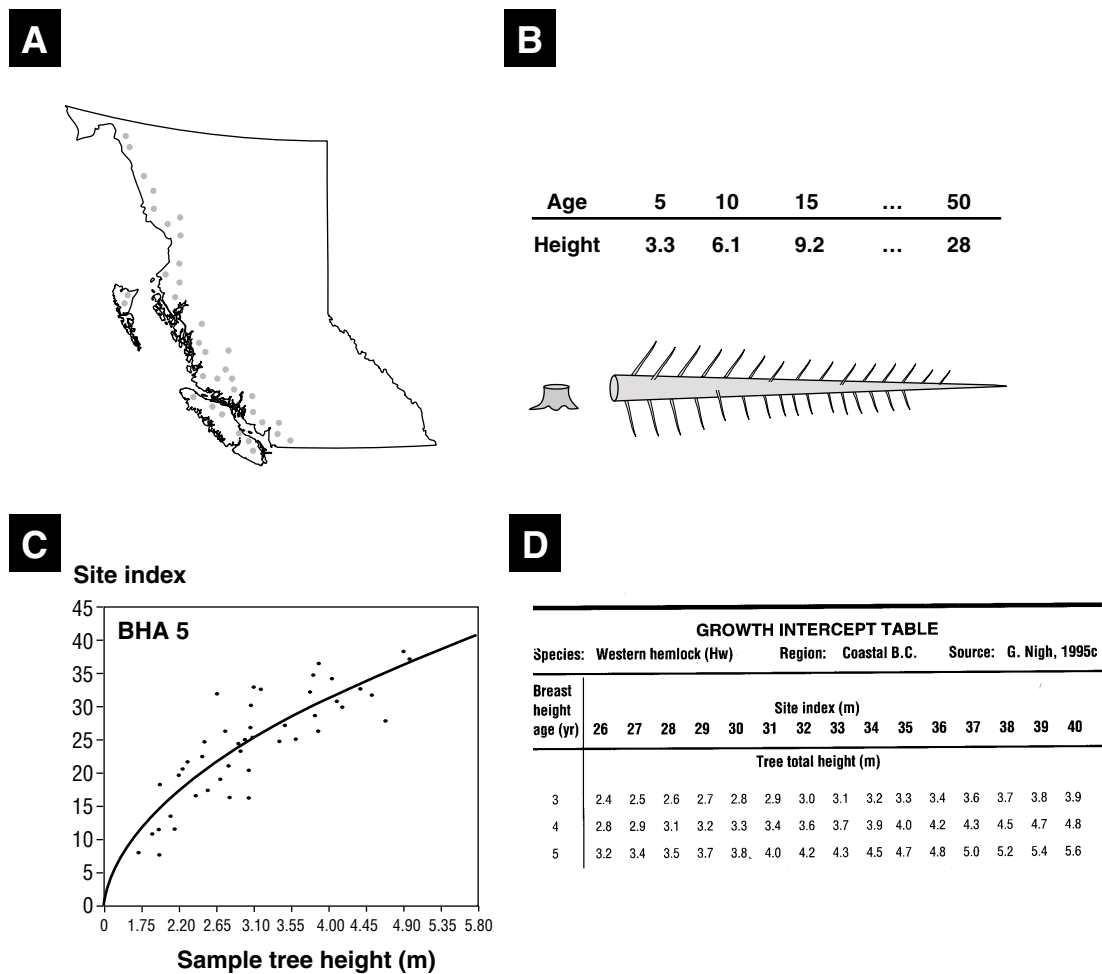 A
B
Age 5 10 15 ... 50
Height 3.3 6.1 9.2 ... 28
C
Site index
BHA 5
45
40
35
30
25
20
15
10
5
0
0 1.75 2.20 2.65 3.10 3.55 4.00 4.45 4.90 5.35 5.80
Sample tree height (m)
D
GROWTH INTERCEPT TABLE
Species: Western hemlock (Hw) Region: Coastal B.C. Source: G. Nigh, 1995c
Breast
height
age (yr)
Site index (m)
26 27 28 29 30 31 32 33 34 35 36 37 38 39 40
Tree total height (m)
3 2.4 2.5 2.6 2.7 2.8 2.9 3.0 3.1 3.2 3.3 3.4 3.6 3.7 3.8 3.9
4 2.8 2.9 3.1 3.2 3.3 3.4 3.6 3.7 3.9 4.0 4.2 4.3 4.5 4.7 4.8
5 3.2 3.4 3.5 3.7 3.8 4.0 4.2 4.3 4.5 4.7 4.8 5.0 5.2 5.4 5.6